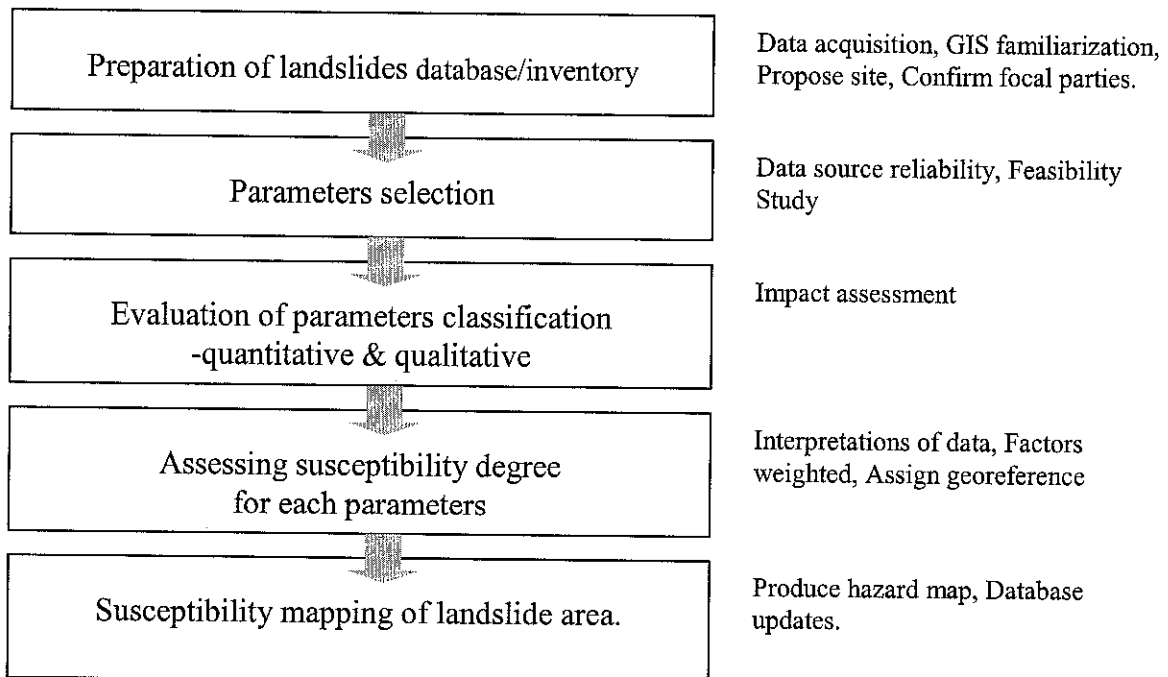 Preparation of landslides database/inventory
Data acquisition, GIS familiarization,
Propose site, Confirm focal parties.
Parameters selection
Data source reliability, Feasibility
Study
Evaluation of parameters classification
-quantitative & qualitative
Impact assessment
Assessing susceptibility degree
for each parameters
Interpretations of data, Factors
weighted, Assign georeference
Susceptibility mapping of landslide area.
Produce hazard map, Database
updates.